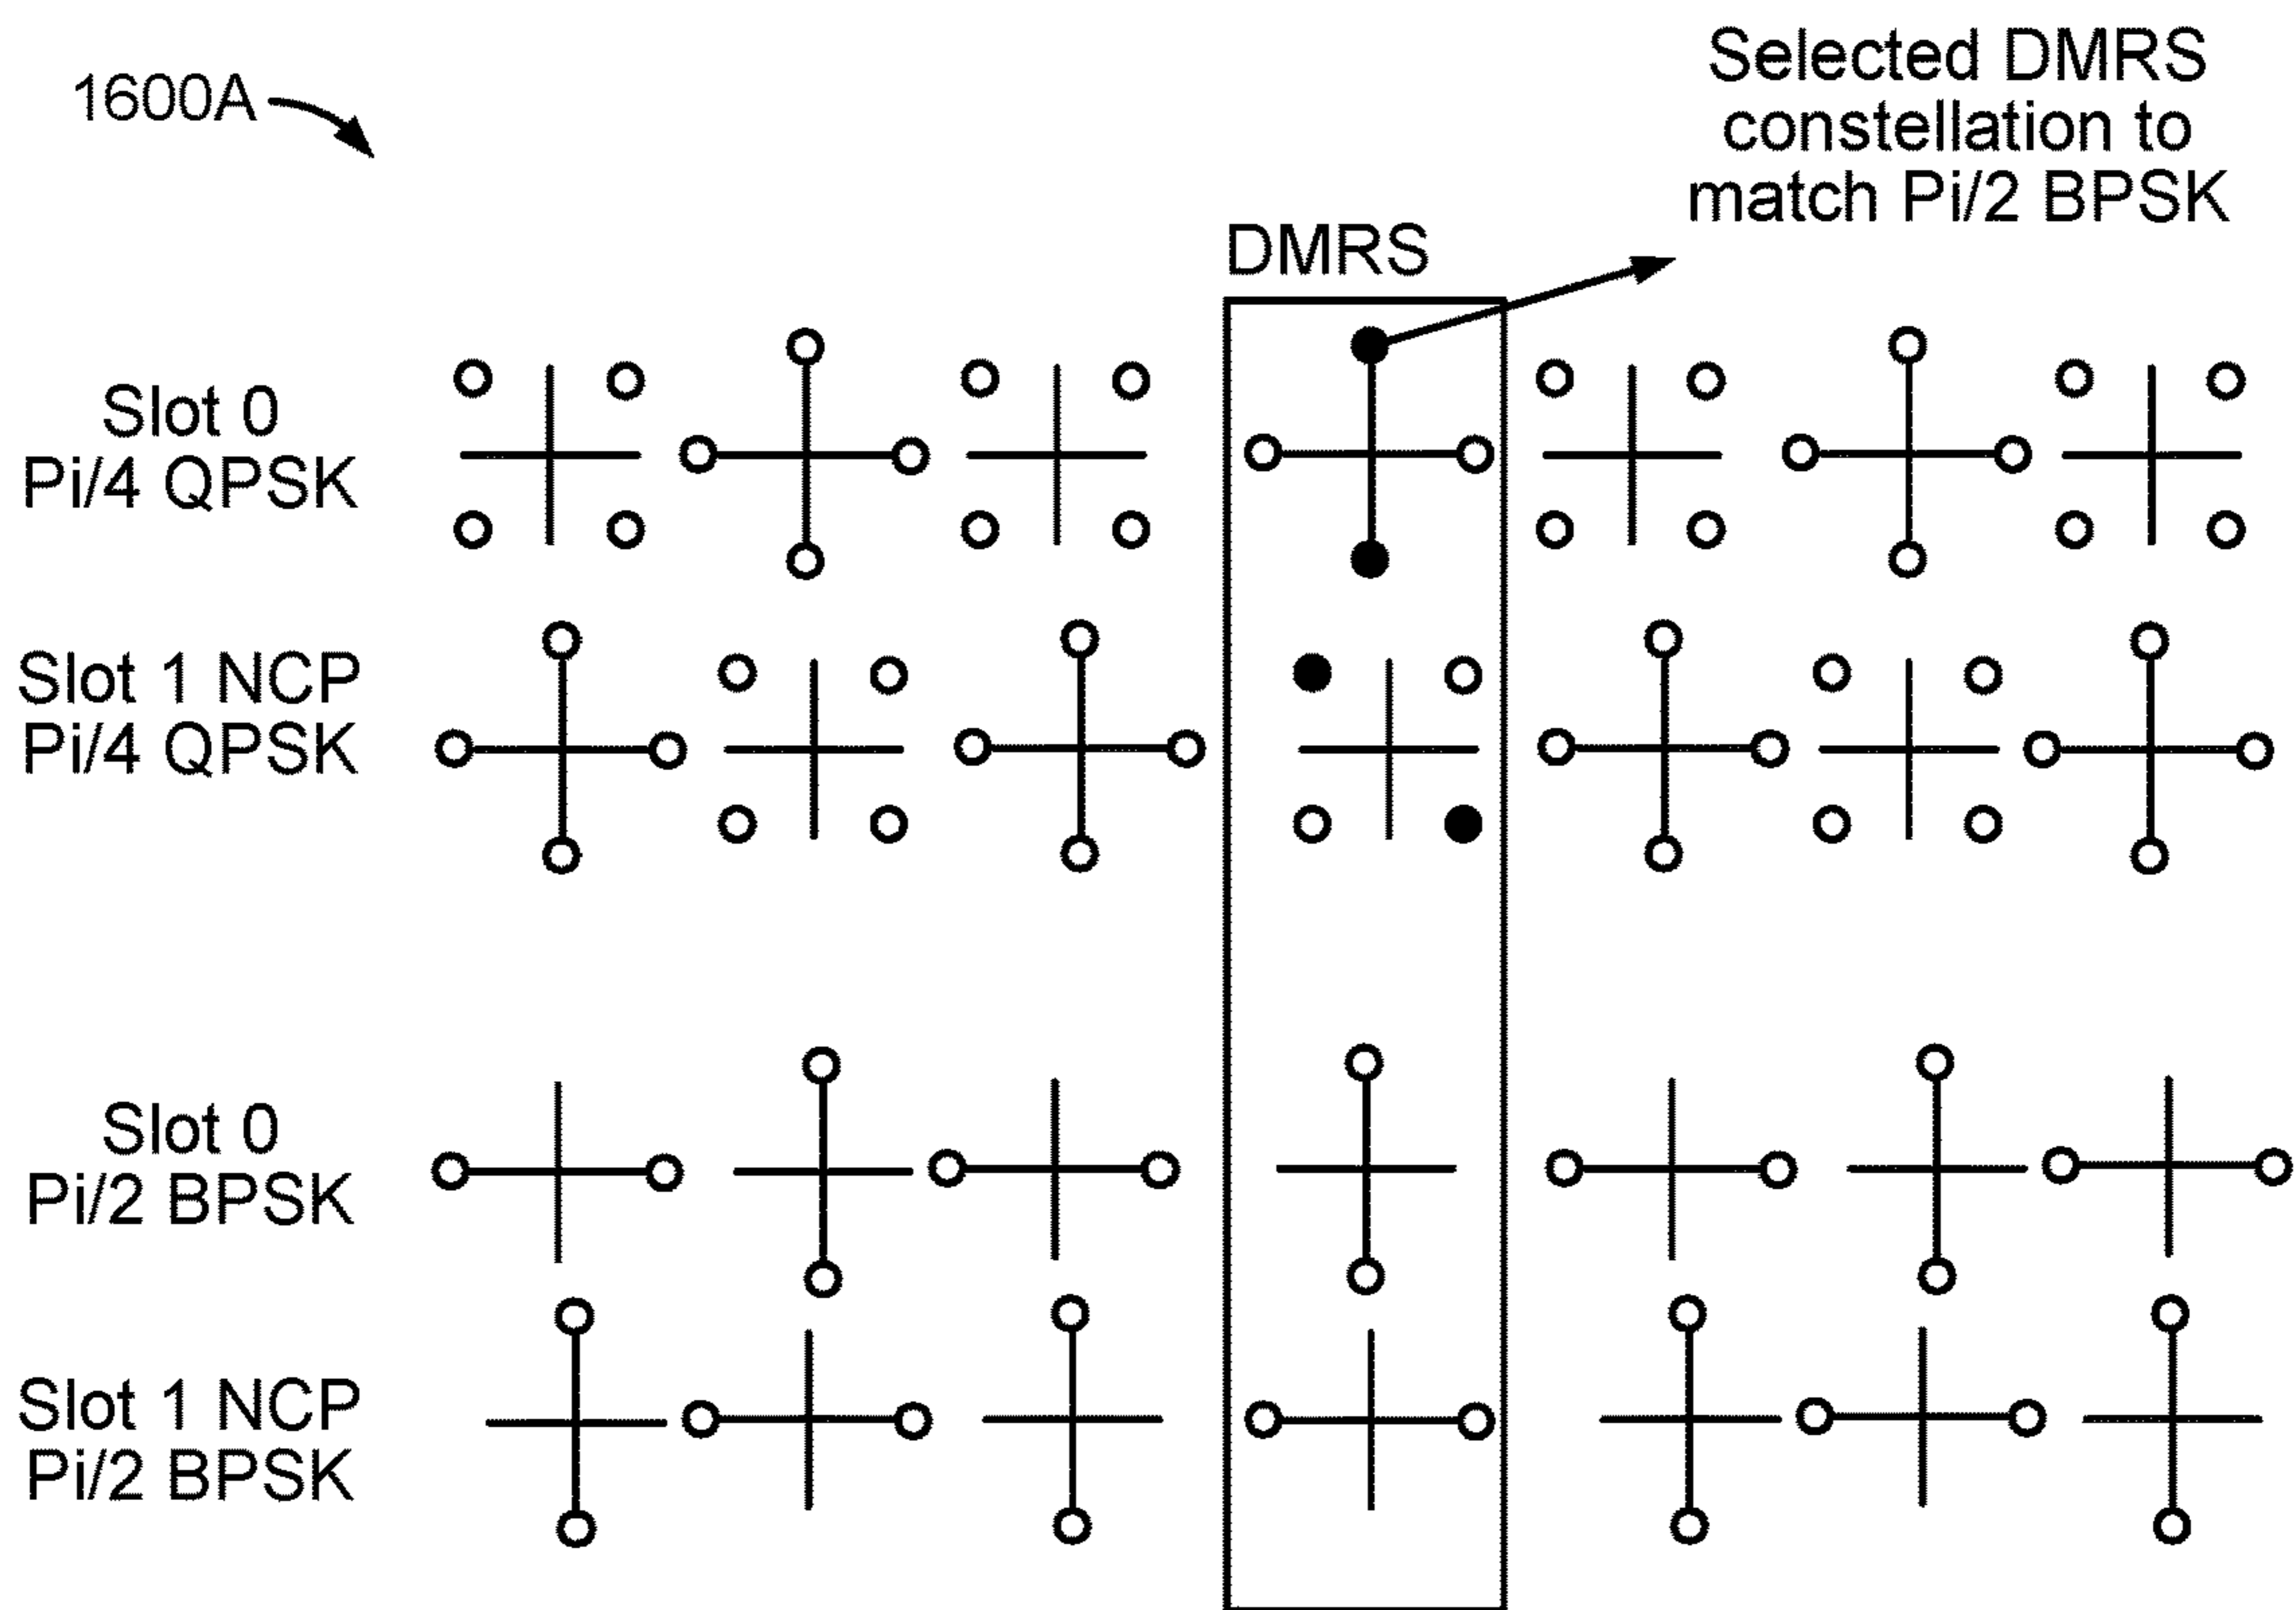 1600A
Selected DMRS
constellation to
match Pi/2 BPSK
DMRS
Slot 0
Pi/4 QPSK
Slot 1 NCP
Pi/4 QPSK
Slot 0
Pi/2 BPSK
Slot 1 NCP
Pi/2 BPSK